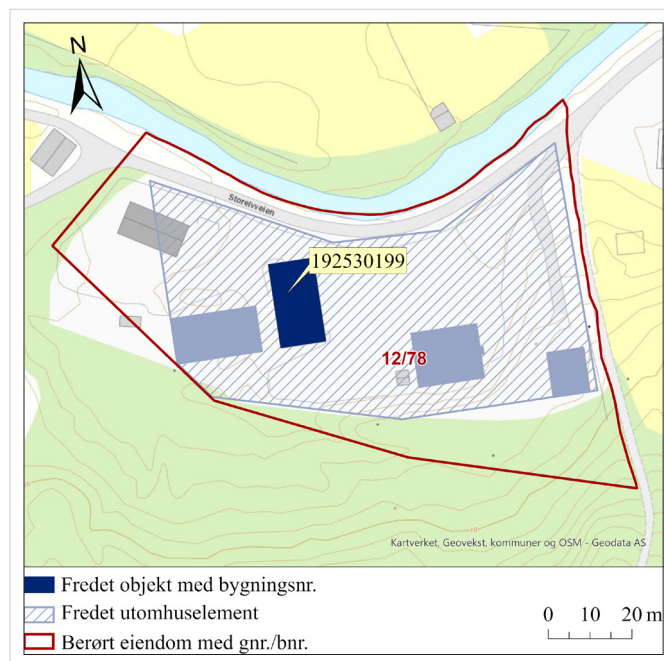 N
Storelvveien
192530199
12/78
Kartverket, Geovekst, kommuner og OSM - Geodata AS
Fredet objekt med bygningsnr.
Fredet utomhuselement
Berørt eiendom med gnr./bnr.
0 10 20 m